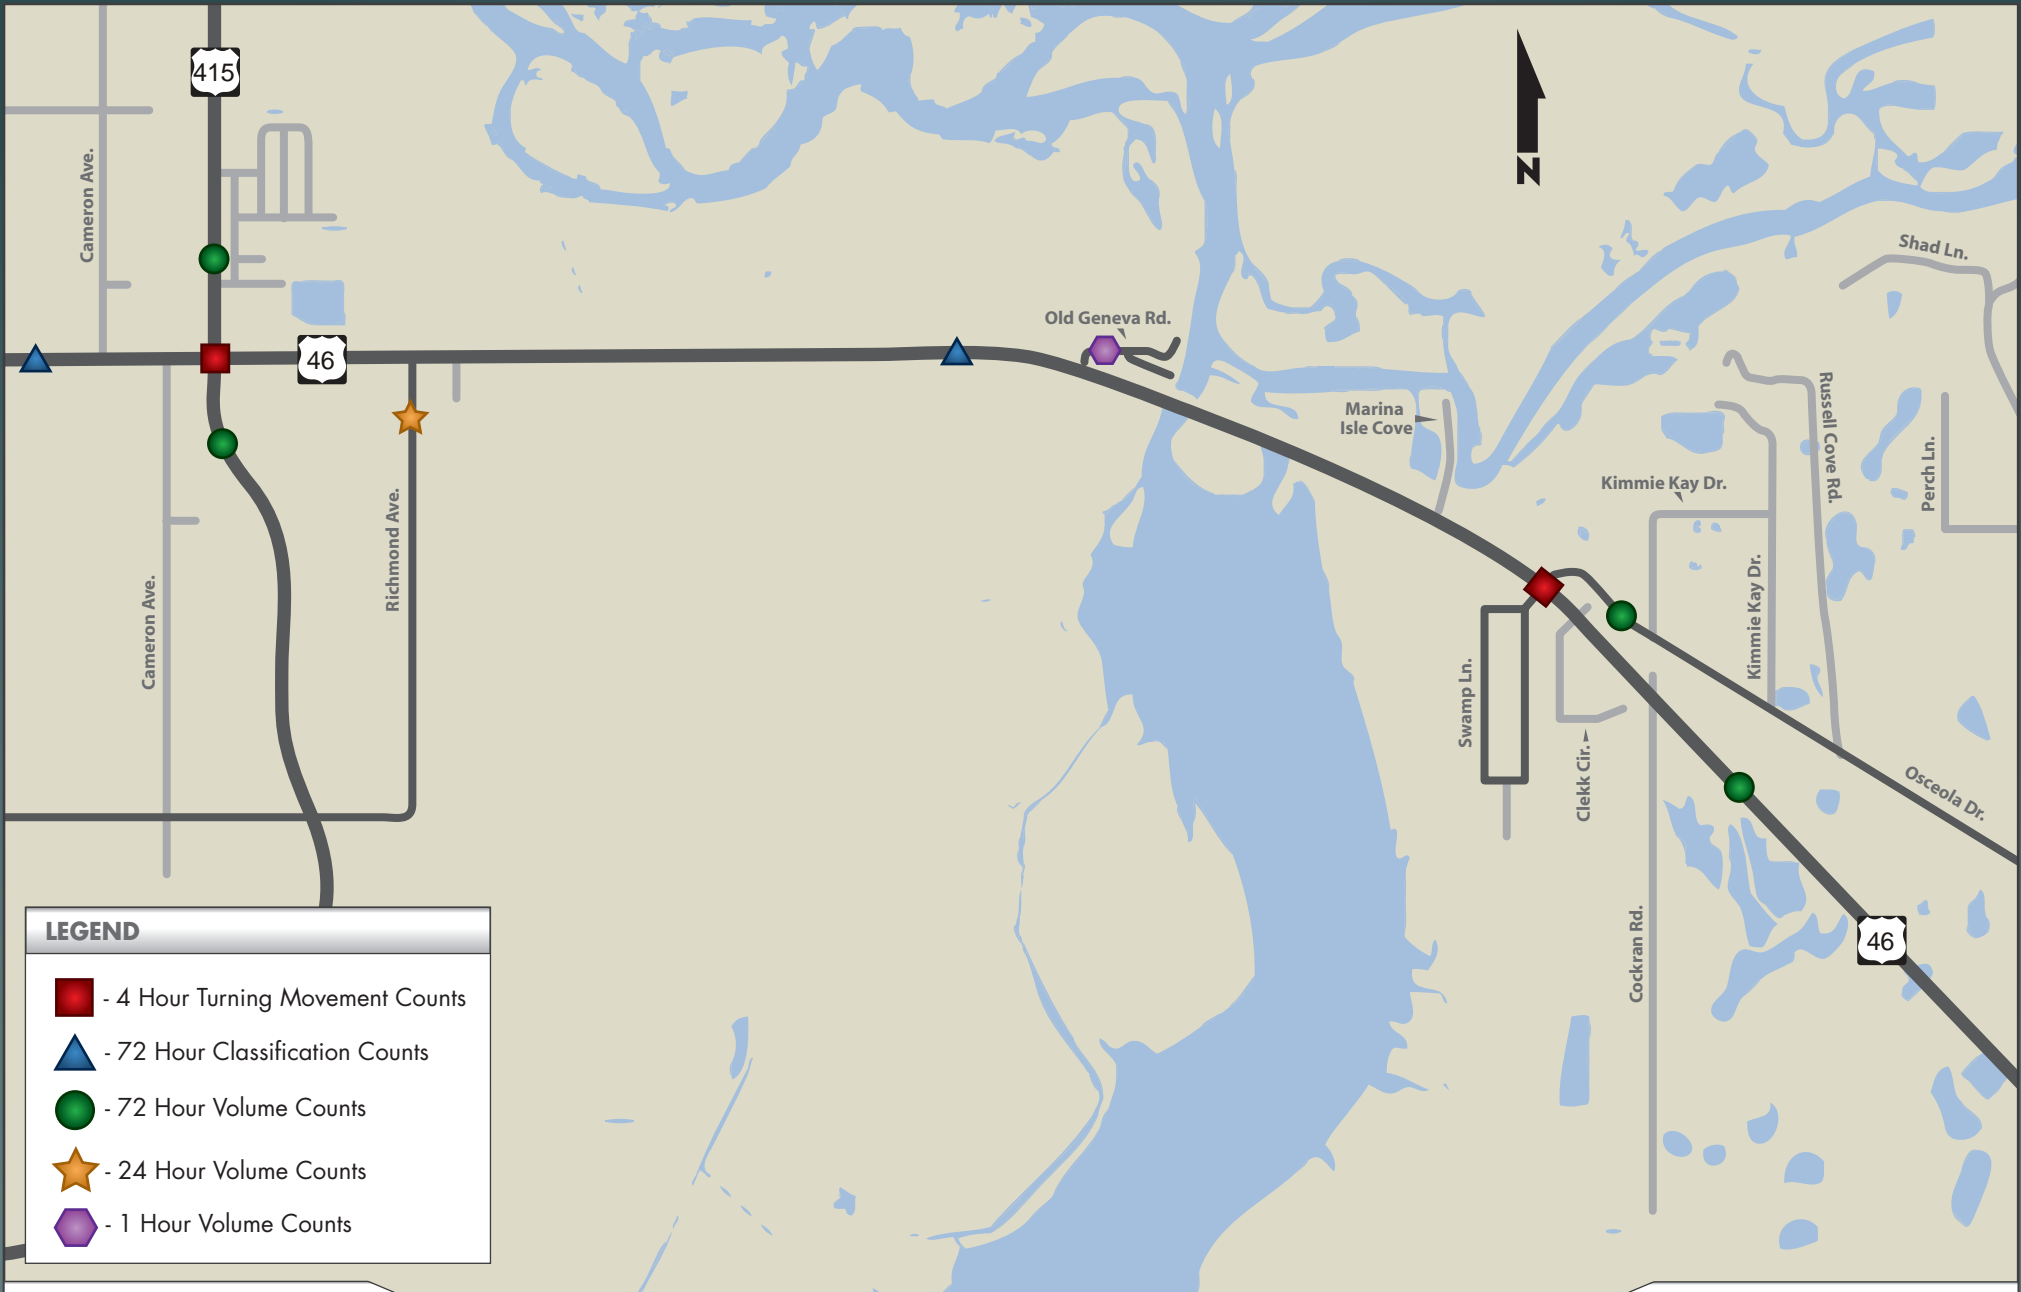 415
Cameron Ave.
Shad Ln.
Old Geneva Rd.
46
Marina
Isle Cove
Russell Cove Rd.
Perch Ln.
Kimmie Kay Dr.
Richmond Ave.
Cameron Ave.
Kimmie Kay Dr.
Swamp Ln.
Clekk Cir.
Osceola Dr.
Cockran Rd.
46
N
LEGEND
- 4 Hour Turning Movement Counts
- 72 Hour Classification Counts
- 72 Hour Volume Counts
- 24 Hour Volume Counts
- 1 Hour Volume Counts